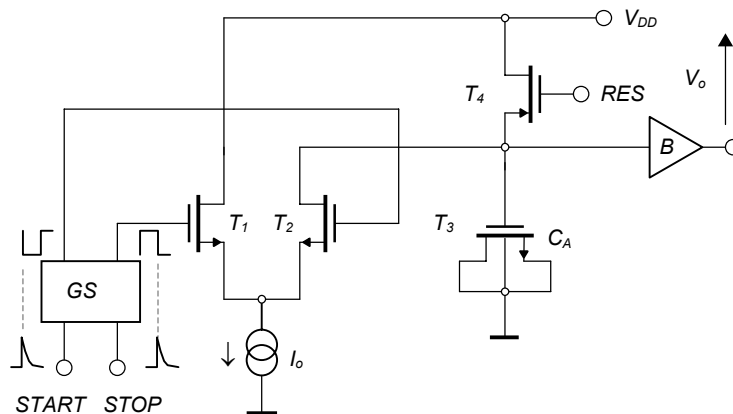 V_DD
T_4
RES
V_o
B
T_1
T_2
T_3
C_A
GS
I_o
START
STOP